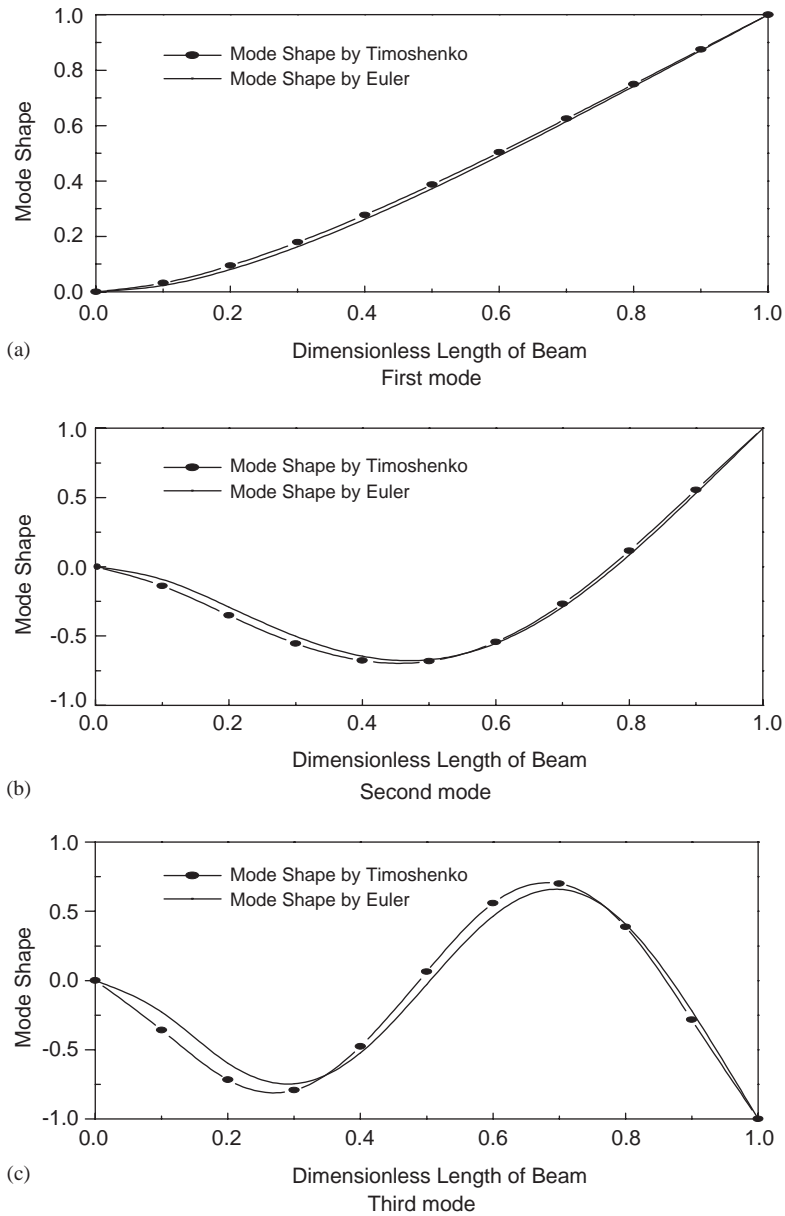 1.0
Mode Shape by Timoshenko
0.8
Mode Shape by Euler
0.6
0.4
0.2
0.0
Mode Shape
0.0 0.2 0.4 0.6 0.8 1.0
(a)
Dimensionless Length of Beam
First mode
1.0
Mode Shape by Timoshenko
Mode Shape by Euler
0.5
0.0
-0.5
-1.0
Mode Shape
0.0 0.2 0.4 0.6 0.8 1.0
Dimensionless Length of Beam
(b)
Second mode
1.0
Mode Shape by Timoshenko
Mode Shape by Euler
0.5
0.0
-0.5
-1.0
Mode Shape
0.0 0.2 0.4 0.6 0.8 1.0
(c)
Dimensionless Length of Beam
Third mode